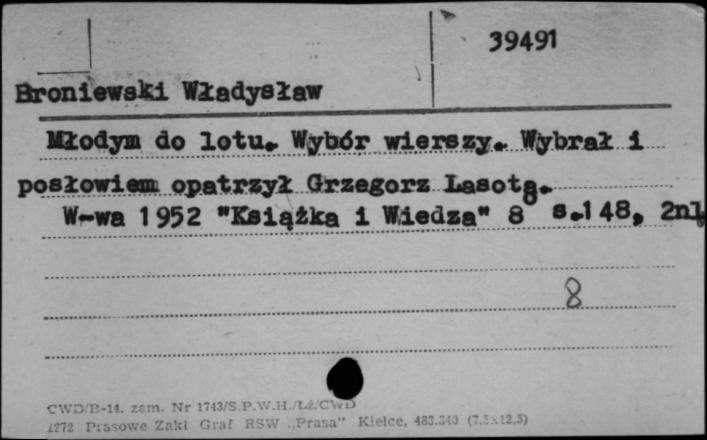 39491
Broniewski Władysław
Młodym do lotu. Wybór wierszy. Wybrał i
posłowiem opatrzył Grzegorz Lasota.
W-wa 1952 "Książka i Wiedza" 8° s.148, 2nl
8
CWD/B-14. zam. Nr 1743/S.P.W.H./Łź/CWD
1272 Prasowe Zakł Graf RSW „Prasa" Kielce, 483.340 (7.5x12,5)